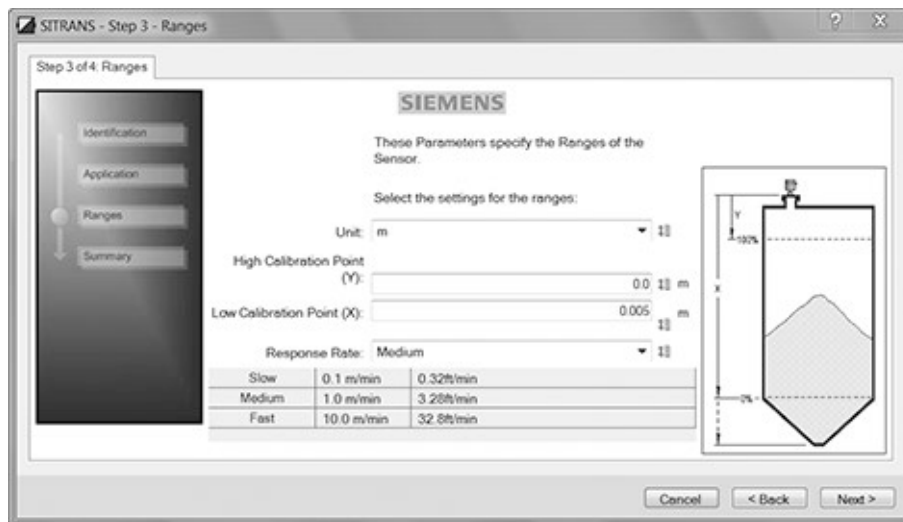 SITRANS - Step 3 - Ranges
Step 3 of 4: Ranges
SIEMENS
Identification
Application
Ranges
Summary
These Parameters specify the Ranges of the
Sensor.
Select the settings for the ranges:
Unit: m
High Calibration Point
(Y): 0.0 m
Low Calibration Point (X): 0.005 m
Response Rate: Medium
Slow 0.1 m/min 0.32ft/min
Medium 1.0 m/min 3.28ft/min
Fast 10.0 m/min 32.8ft/min
Y
100%
X
0%
Cancel < Back Next >